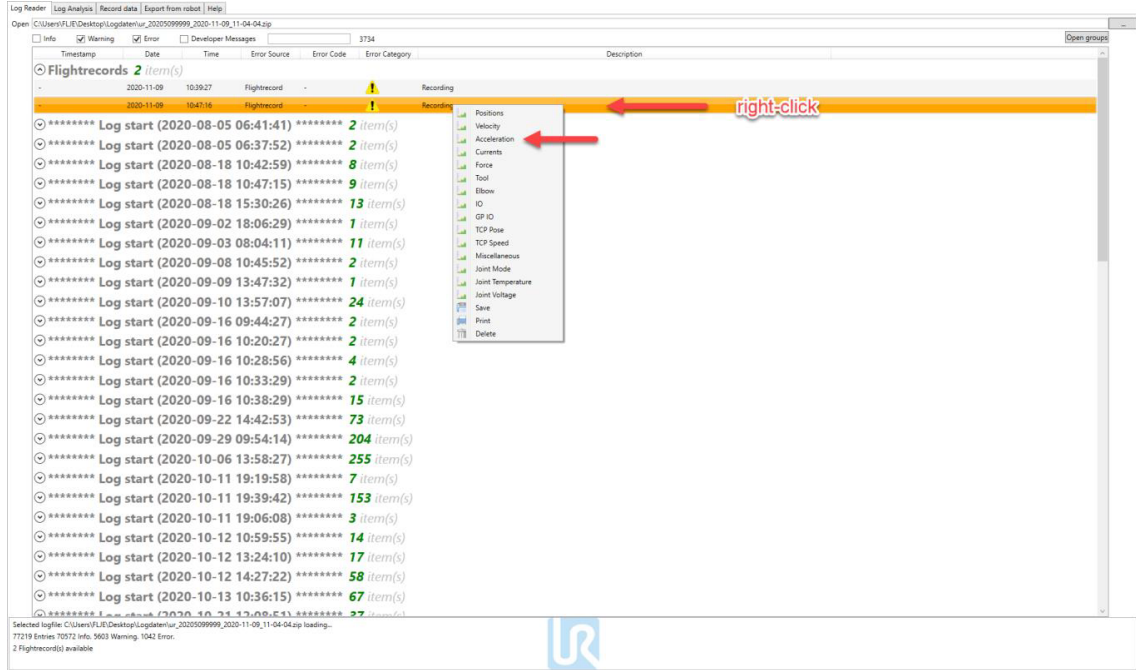 Log Reader Log Analysis Record data Export from robot Help
Open C:\Users\FLJE\Desktop\Logdaten\ur_20205099999_2020-11-09_11-04-04.zip ...
Info Warning Error Developer Messages 3734 Open groups
Timestamp Date Time Error Source Error Code Error Category Description
Flightrecords 2 item(s)
- 2020-11-09 10:39:27 Flightrecord - Recording
- 2020-11-09 10:47:16 Flightrecord - Recording
right-click
Positions
Velocity
Acceleration
Currents
Force
Tool
Elbow
IO
GP IO
TCP Pose
TCP Speed
Miscellaneous
Joint Mode
Joint Temperature
Joint Voltage
Save
Print
Delete
******** Log start (2020-08-05 06:41:41) ******** 2 item(s)
******** Log start (2020-08-05 06:37:52) ******** 2 item(s)
******** Log start (2020-08-18 10:42:59) ******** 8 item(s)
******** Log start (2020-08-18 10:47:15) ******** 9 item(s)
******** Log start (2020-08-18 15:30:26) ******** 13 item(s)
******** Log start (2020-09-02 18:06:29) ******** 1 item(s)
******** Log start (2020-09-03 08:04:11) ******** 11 item(s)
******** Log start (2020-09-08 10:45:52) ******** 2 item(s)
******** Log start (2020-09-09 13:47:32) ******** 1 item(s)
******** Log start (2020-09-10 13:57:07) ******** 24 item(s)
******** Log start (2020-09-16 09:44:27) ******** 2 item(s)
******** Log start (2020-09-16 10:20:27) ******** 2 item(s)
******** Log start (2020-09-16 10:28:56) ******** 4 item(s)
******** Log start (2020-09-16 10:33:29) ******** 2 item(s)
******** Log start (2020-09-16 10:38:29) ******** 15 item(s)
******** Log start (2020-09-22 14:42:53) ******** 73 item(s)
******** Log start (2020-09-29 09:54:14) ******** 204 item(s)
******** Log start (2020-10-06 13:58:27) ******** 255 item(s)
******** Log start (2020-10-11 19:19:58) ******** 7 item(s)
******** Log start (2020-10-11 19:39:42) ******** 153 item(s)
******** Log start (2020-10-11 19:06:08) ******** 3 item(s)
******** Log start (2020-10-12 10:59:55) ******** 14 item(s)
******** Log start (2020-10-12 13:24:10) ******** 17 item(s)
******** Log start (2020-10-12 14:27:22) ******** 58 item(s)
******** Log start (2020-10-13 10:36:15) ******** 67 item(s)
******** Log start (2020-10-21 12:08:51) ******** 37 item(s)
Selected logfile: C:\Users\FLJE\Desktop\Logdaten\ur_20205099999_2020-11-09_11-04-04.zip loading...
77219 Entries 70572 Info. 5603 Warning. 1042 Error.
2 Flightrecord(s) available
UR